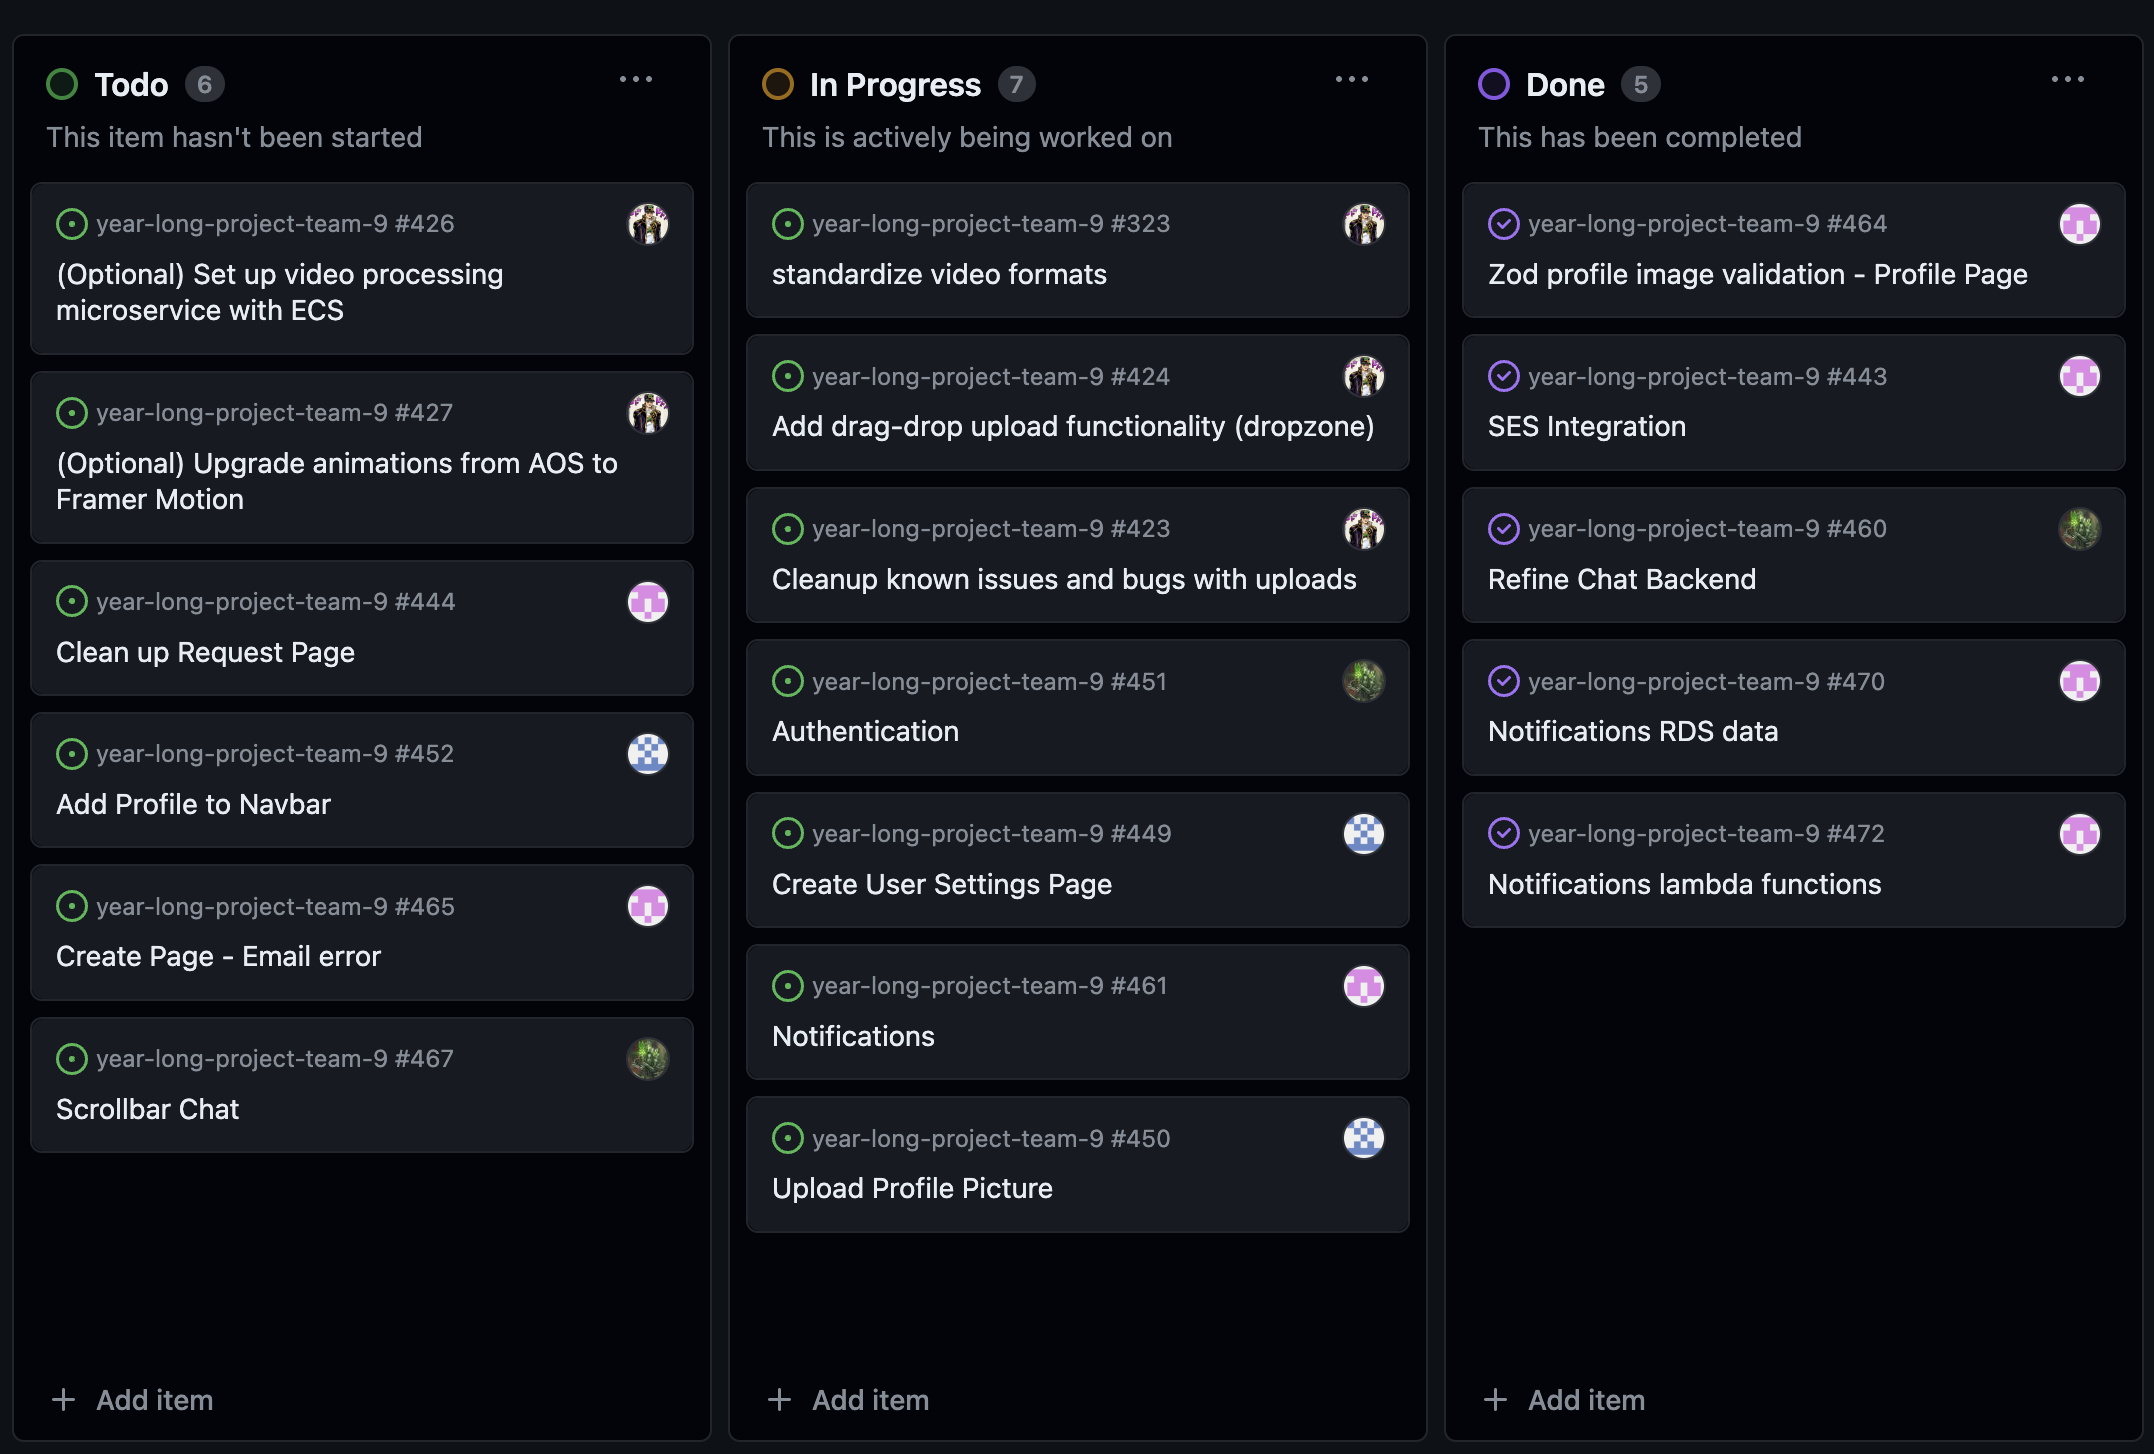 Todo 6
This item hasn't been started
year-long-project-team-9 #426
(Optional) Set up video processing
microservice with ECS
year-long-project-team-9 #427
(Optional) Upgrade animations from AOS to
Framer Motion
year-long-project-team-9 #444
Clean up Request Page
year-long-project-team-9 #452
Add Profile to Navbar
year-long-project-team-9 #465
Create Page - Email error
year-long-project-team-9 #467
Scrollbar Chat
+ Add item
In Progress 7
This is actively being worked on
year-long-project-team-9 #323
standardize video formats
year-long-project-team-9 #424
Add drag-drop upload functionality (dropzone)
year-long-project-team-9 #423
Cleanup known issues and bugs with uploads
year-long-project-team-9 #451
Authentication
year-long-project-team-9 #449
Create User Settings Page
year-long-project-team-9 #461
Notifications
year-long-project-team-9 #450
Upload Profile Picture
+ Add item
Done 5
This has been completed
year-long-project-team-9 #464
Zod profile image validation - Profile Page
year-long-project-team-9 #443
SES Integration
year-long-project-team-9 #460
Refine Chat Backend
year-long-project-team-9 #470
Notifications RDS data
year-long-project-team-9 #472
Notifications lambda functions
+ Add item